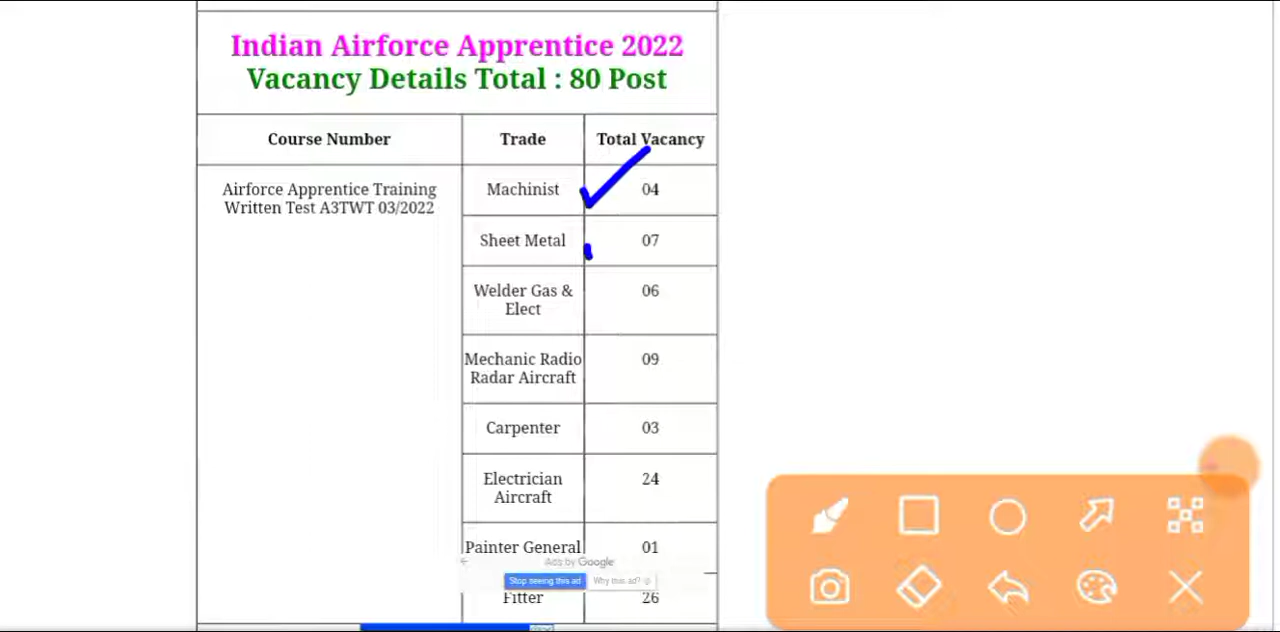 Indian Airforce Apprentice 2022
Vacancy Details Total : 80 Post
Course Number Trade Total Vacancy
Airforce Apprentice Training
Written Test A3TWT 03/2022
Machinist 04
Sheet Metal 07
Welder Gas &
Elect
06
Mechanic Radio
Radar Aircraft
09
Carpenter 03
Electrician
Aircraft
24
Painter General 01
Ads by Google
Stop seeing this ad Why this ad?
Fitter 26